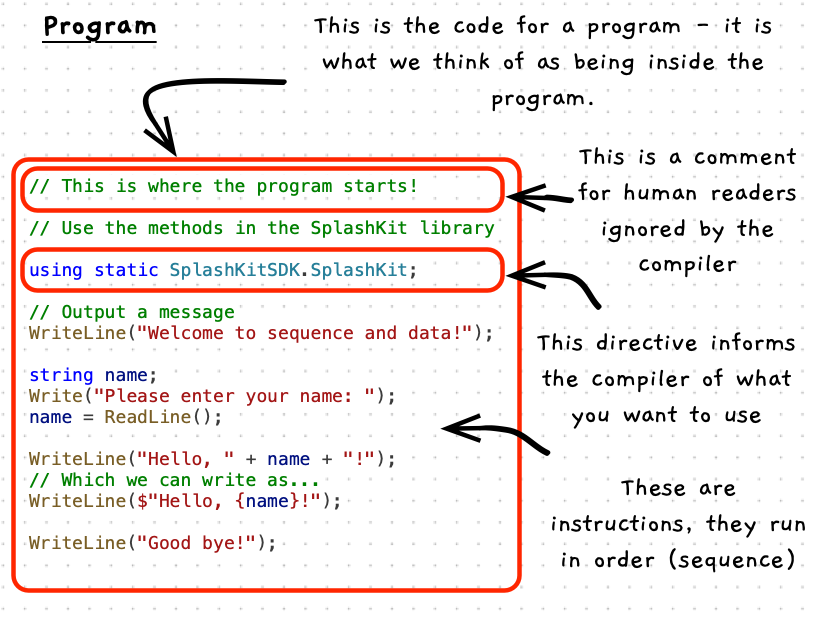 Program
This is the code for a program - it is
what we think of as being inside the
program.
// This is where the program starts!
// Use the methods in the SplashKit library
using static SplashKitSDK.SplashKit;
// Output a message
WriteLine("Welcome to sequence and data!");
string name;
Write("Please enter your name: ");
name = ReadLine();
WriteLine("Hello, " + name + "!");
// Which we can write as...
WriteLine($"Hello, {name}!");
WriteLine("Good bye!");
This is a comment
for human readers
ignored by the
compiler
This directive informs
the compiler of what
you want to use
These are
instructions, they run
in order (sequence)